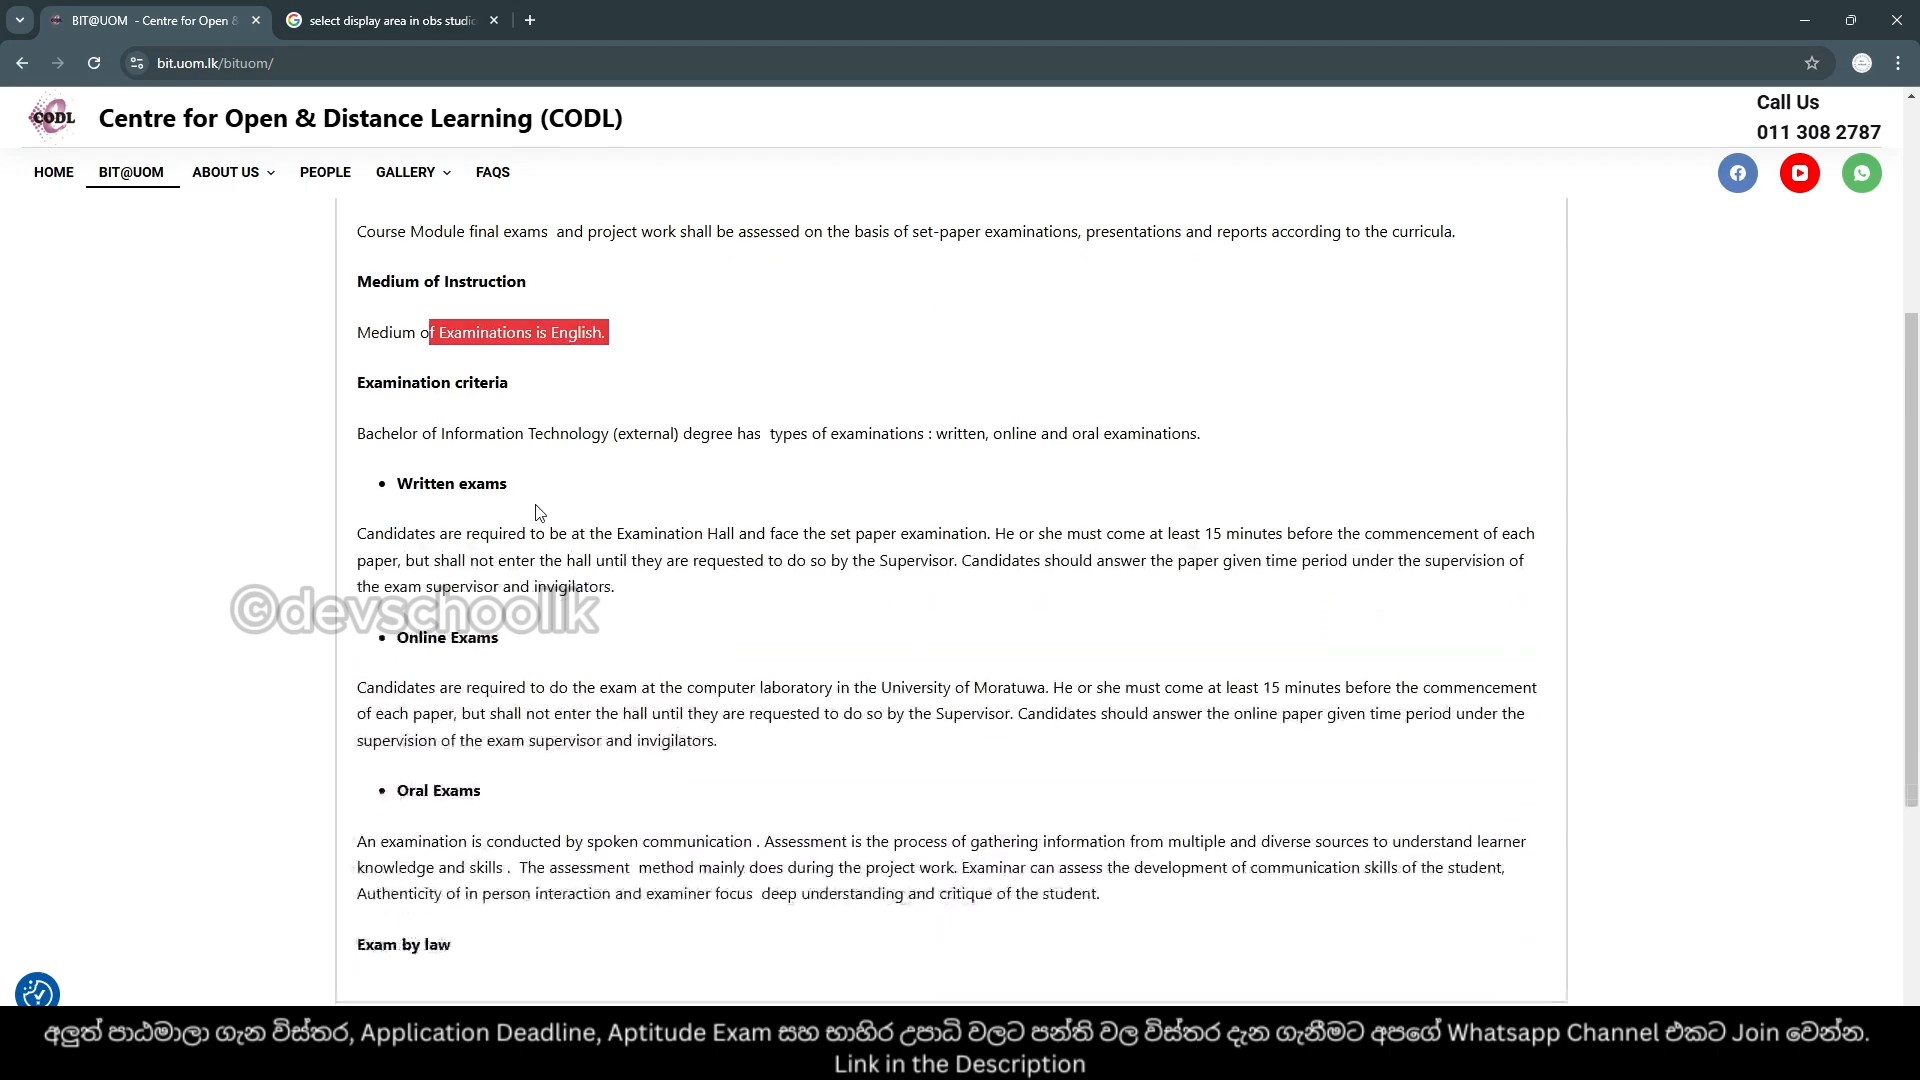 BIT@UOM - Centre for Open &
select display area in obs studio
bit.uom.lk/bituom/
CODL
Centre for Open & Distance Learning (CODL)
Call Us
011 308 2787
HOME BIT@UOM ABOUT US PEOPLE GALLERY FAQS
Course Module final exams and project work shall be assessed on the basis of set-paper examinations, presentations and reports according to the curricula.
Medium of Instruction
Medium of Examinations is English.
Examination criteria
Bachelor of Information Technology (external) degree has types of examinations : written, online and oral examinations.
• Written exams
Candidates are required to be at the Examination Hall and face the set paper examination. He or she must come at least 15 minutes before the commencement of each
paper, but shall not enter the hall until they are requested to do so by the Supervisor. Candidates should answer the paper given time period under the supervision of
the exam supervisor and invigilators.
©devschoollk
• Online Exams
Candidates are required to do the exam at the computer laboratory in the University of Moratuwa. He or she must come at least 15 minutes before the commencement
of each paper, but shall not enter the hall until they are requested to do so by the Supervisor. Candidates should answer the online paper given time period under the
supervision of the exam supervisor and invigilators.
• Oral Exams
An examination is conducted by spoken communication . Assessment is the process of gathering information from multiple and diverse sources to understand learner
knowledge and skills . The assessment method mainly does during the project work. Examinar can assess the development of communication skills of the student,
Authenticity of in person interaction and examiner focus deep understanding and critique of the student.
Exam by law
අලුත් පාඨමාලා ගැන විස්තර, Application Deadline, Aptitude Exam සහ භාහිර උපාධි වලට පන්ති වල විස්තර දැන ගැනීමට අපගේ Whatsapp Channel එකට Join වෙන්න.
Link in the Description